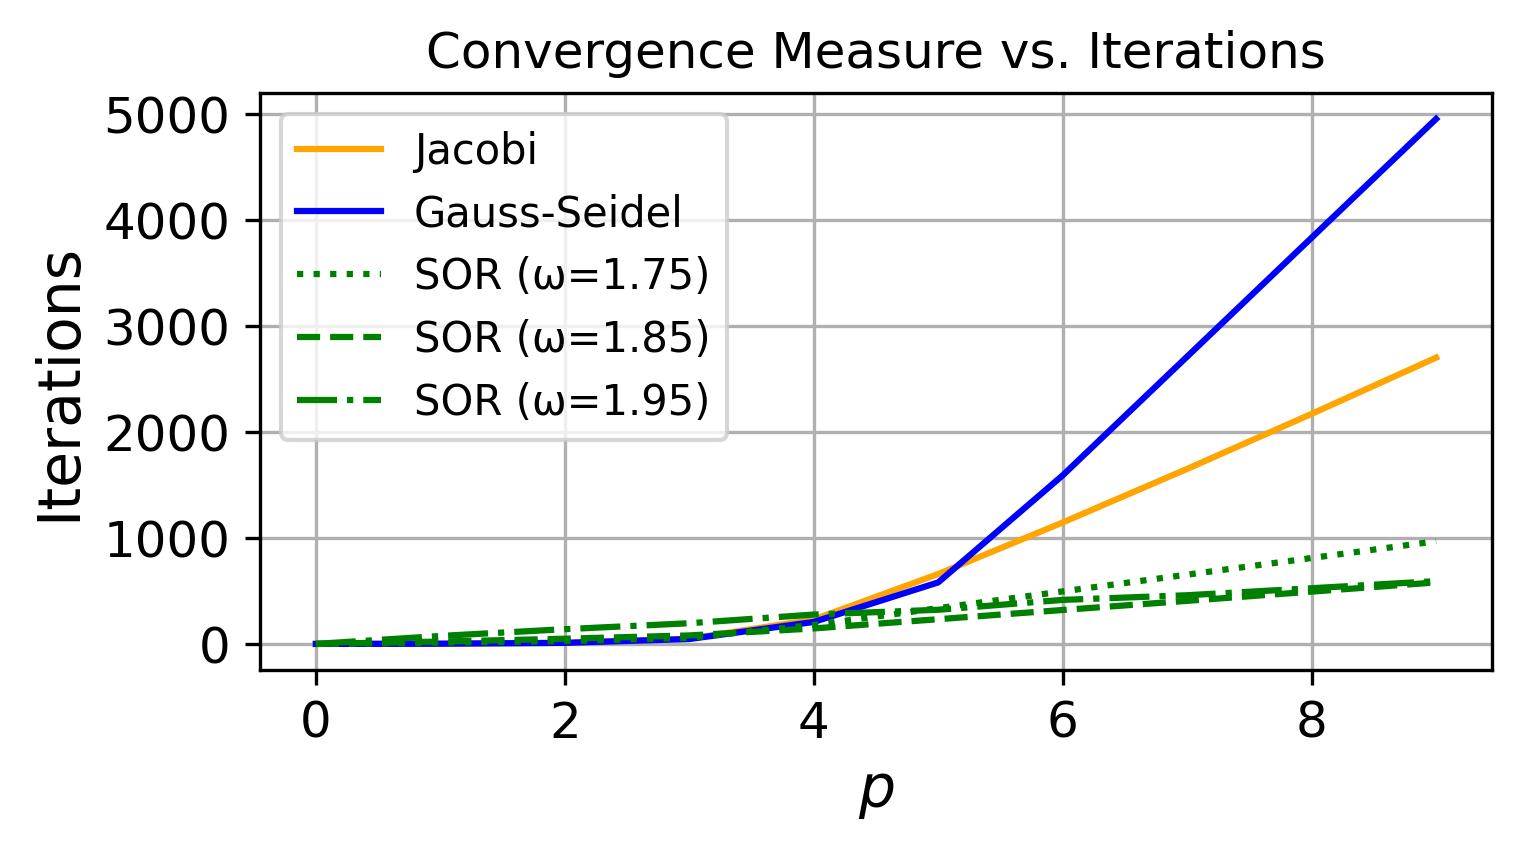 Convergence Measure vs. Iterations
Iterations
5000
4000
3000
2000
1000
0
Jacobi
Gauss-Seidel
SOR (ω=1.75)
SOR (ω=1.85)
SOR (ω=1.95)
0 2 4 6 8
p